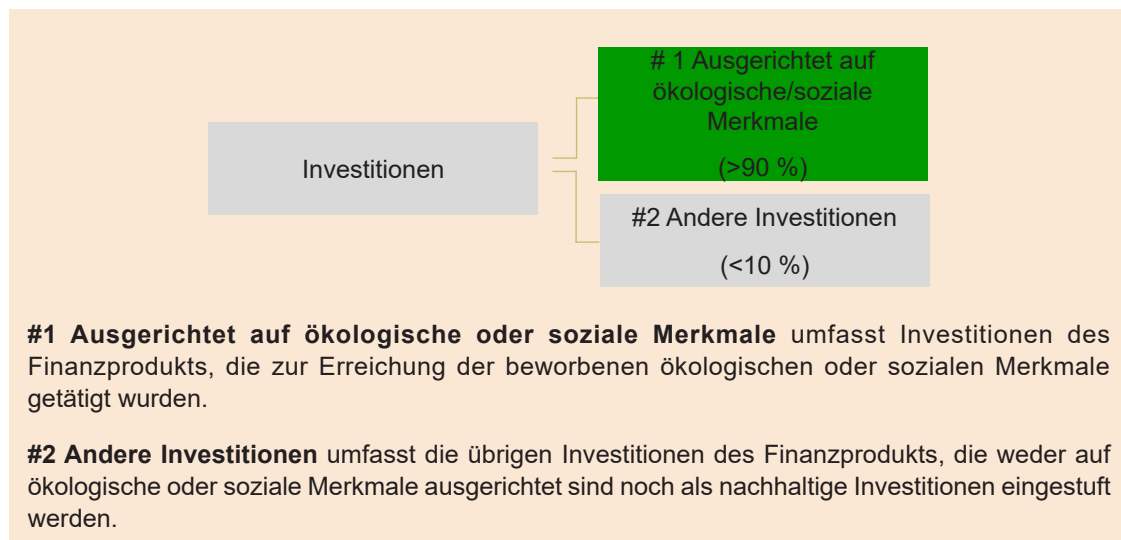 # 1 Ausgerichtet auf
ökologische/soziale
Merkmale
(>90 %)
Investitionen
#2 Andere Investitionen
(<10 %)
#1 Ausgerichtet auf ökologische oder soziale Merkmale umfasst Investitionen des
Finanzprodukts, die zur Erreichung der beworbenen ökologischen oder sozialen Merkmale
getätigt wurden.
#2 Andere Investitionen umfasst die übrigen Investitionen des Finanzprodukts, die weder auf
ökologische oder soziale Merkmale ausgerichtet sind noch als nachhaltige Investitionen eingestuft
werden.